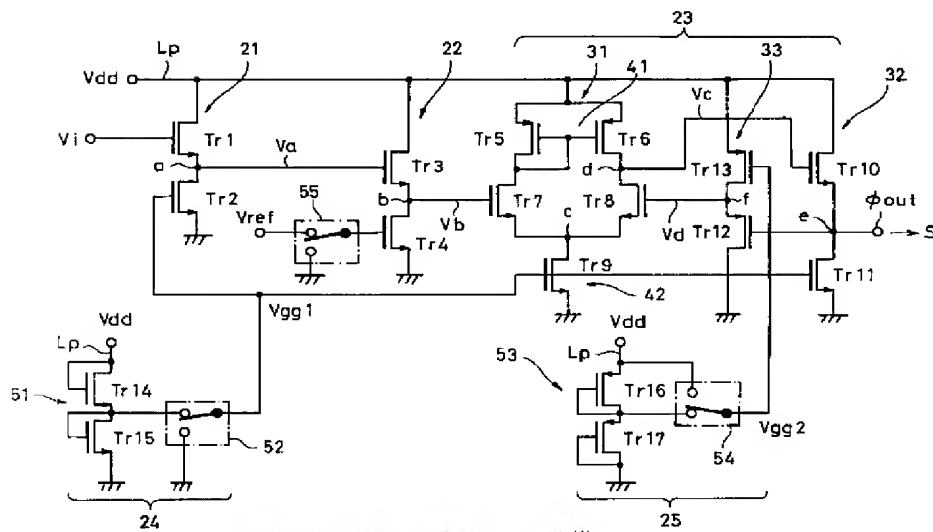 23
Lp 21 22 31 41 33
Vdd Vc 32
Vi Tr1 Tr5 Tr6
a Va Tr3 d Tr13 Tr10
Tr2 55 b Tr7 Tr8 f φout
Vref Vb c Vd e S
Tr4 Tr12
Tr9 Tr11
Vgg1 42
Vdd Vdd
Lp 53 Lp
51 Tr14 Tr16
Tr15 52 Tr17 54 Vgg2
24 25